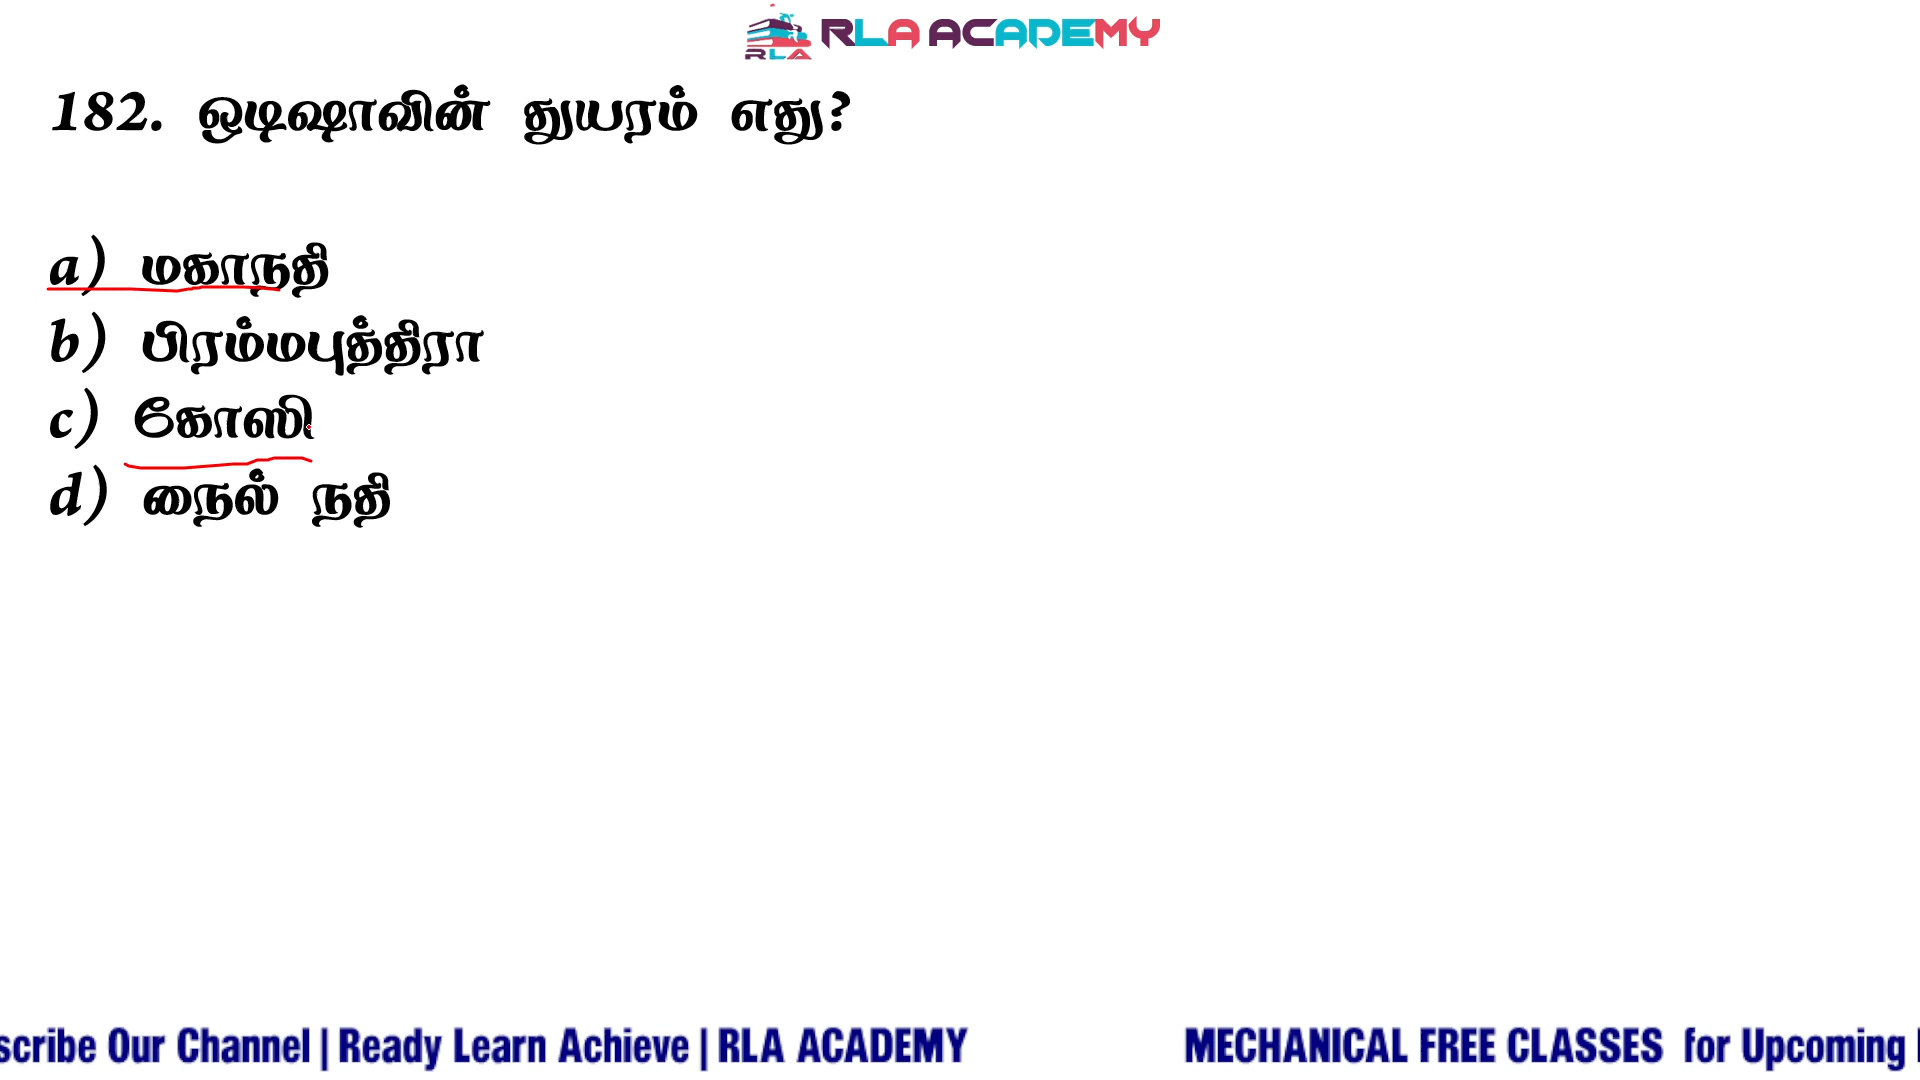 RLA RLA ACADEMY
182. ஒடிஷாவின் துயரம் எது?
a) மகாநதி
b) பிரம்மபுத்திரா
c) கோஸி
d) நைல் நதி
scribe Our Channel | Ready Learn Achieve | RLA ACADEMY MECHANICAL FREE CLASSES for Upcoming